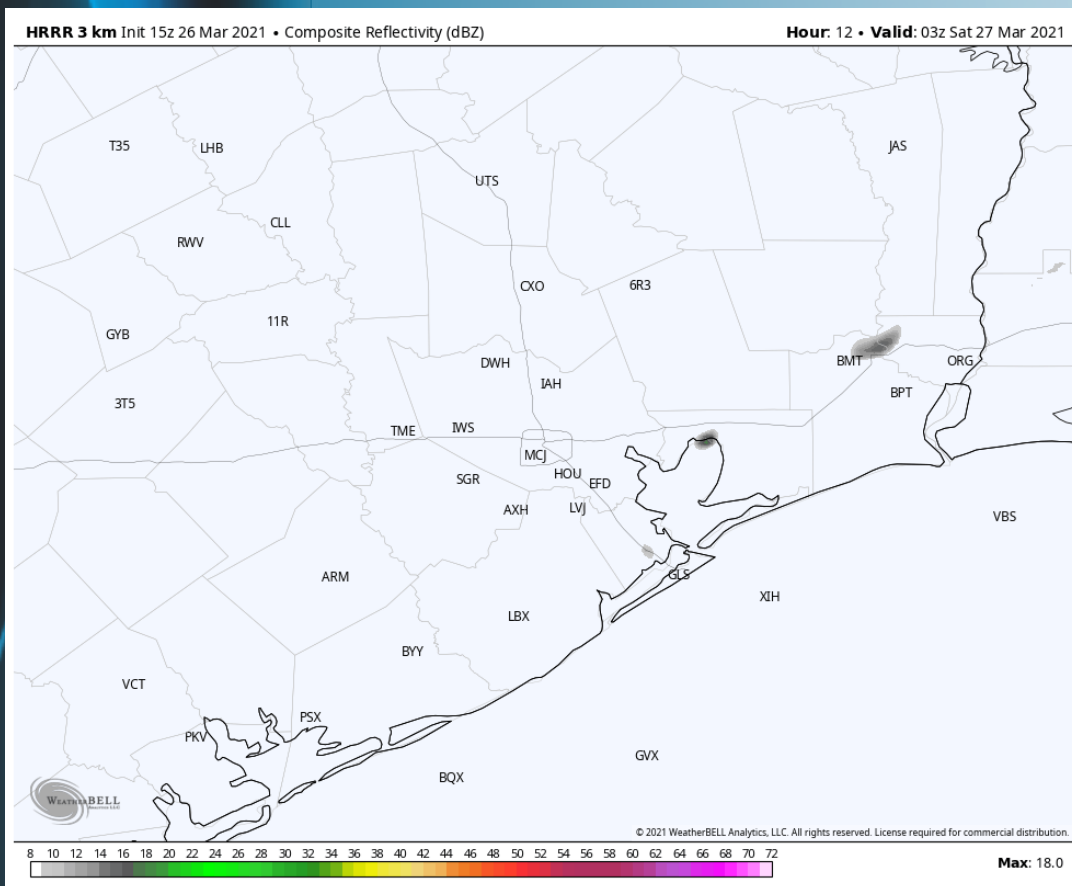 HRRR 3 km Init 15z 26 Mar 2021 • Composite Reflectivity (dBZ) Hour: 12 • Valid: 03z Sat 27 Mar 2021
T35
LHB
JAS
UTS
CLL
RWV
CXO
6R3
11R
GYB
DWH
BMT
ORG
IAH
BPT
3T5
TME
IWS
MCJ
HOU
SGR
EFD
AXH
LVJ
VBS
ARM
GLS
XIH
LBX
BYY
VCT
PSX
PKV
GVX
BQX
WEATHERBELL
ANALYTICS LLC
© 2021 WeatherBELL Analytics, LLC. All rights reserved. License required for commercial distribution.
8 10 12 14 16 18 20 22 24 26 28 30 32 34 36 38 40 42 44 46 48 50 52 54 56 58 60 62 64 66 68 70 72
Max: 18.0